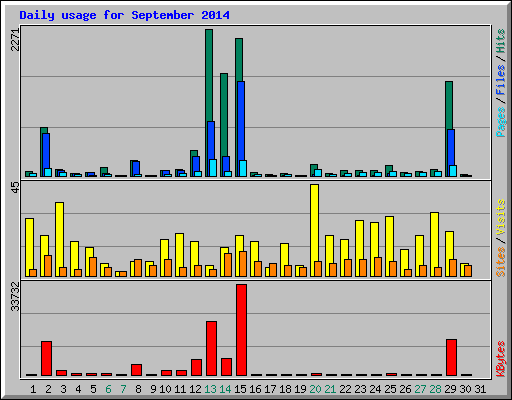 Daily usage for September 2014
2271
Pages / Files / Hits
45
Sites / Visits
33732
KBytes
1 2 3 4 5 6 7 8 9 10 11 12 13 14 15 16 17 18 19 20 21 22 23 24 25 26 27 28 29 30 31